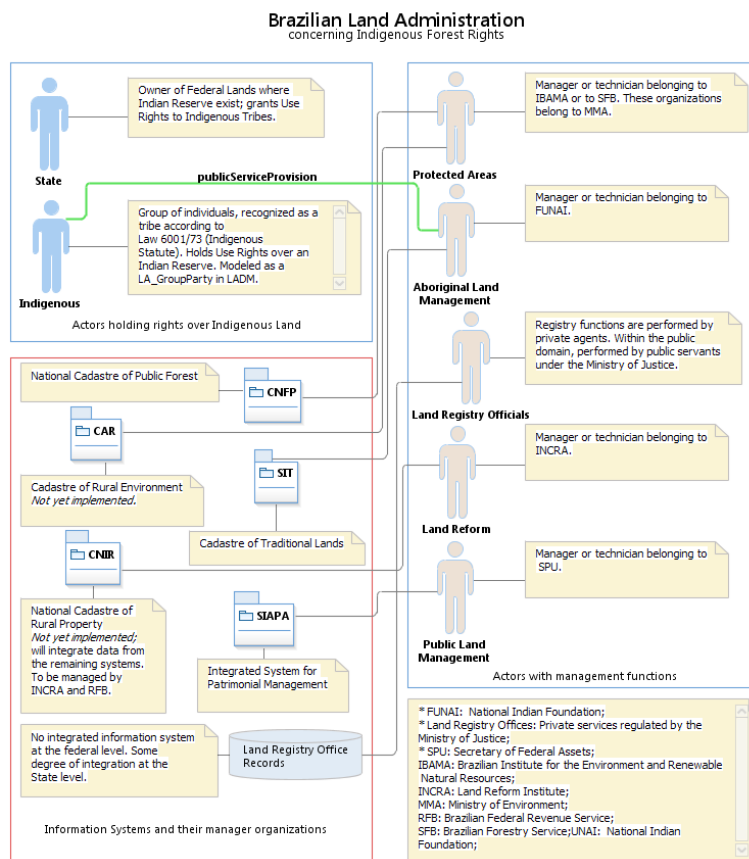 Brazilian Land Administration
concerning Indigenous Forest Rights
Owner of Federal Lands where
Indian Reserve exist; grants Use
Rights to Indigenous Tribes.
State
publicServiceProvision
Group of individuals, recognized as a
tribe according to
Law 6001/73 (Indigenous
Statute). Holds Use Rights over an
Indian Reserve. Modeled as a
LA_GroupParty in LADM.
Indigenous
Actors holding rights over Indigenous Land
Manager or technician belonging to
IBAMA or to SFB. These organizations
belong to MMA.
Protected Areas
Manager or technician belonging to
FUNAI.
Aboriginal Land
Management
Registry functions are performed by
private agents. Within the public
domain, performed by public servants
under the Ministry of Justice.
Land Registry Officials
Manager or technician belonging to
INCRA.
Land Reform
Manager or technician belonging to
SPU.
Public Land
Management
Actors with management functions
National Cadastre of Public Forest
CNFP
CAR
Cadastre of Rural Environment
Not yet implemented.
SIT
Cadastre of Traditional Lands
CNIR
National Cadastre of
Rural Property
Not yet implemented;
will integrate data from
the remaining systems.
To be managed by
INCRA and RFB.
SIAPA
Integrated System for
Patrimonial Management
No integrated information system
at the federal level. Some
degree of integration at the
State level.
Land Registry Office
Records
Information Systems and their manager organizations
* FUNAI: National Indian Foundation;
* Land Registry Offices: Private services regulated by the
Ministry of Justice;
* SPU: Secretary of Federal Assets;
IBAMA: Brazilian Institute for the Environment and Renewable
Natural Resources;
INCRA: Land Reform Institute;
MMA: Ministry of Environment;
RFB: Brazilian Federal Revenue Service;
SFB: Brazilian Forestry Service;UNAI: National Indian
Foundation;